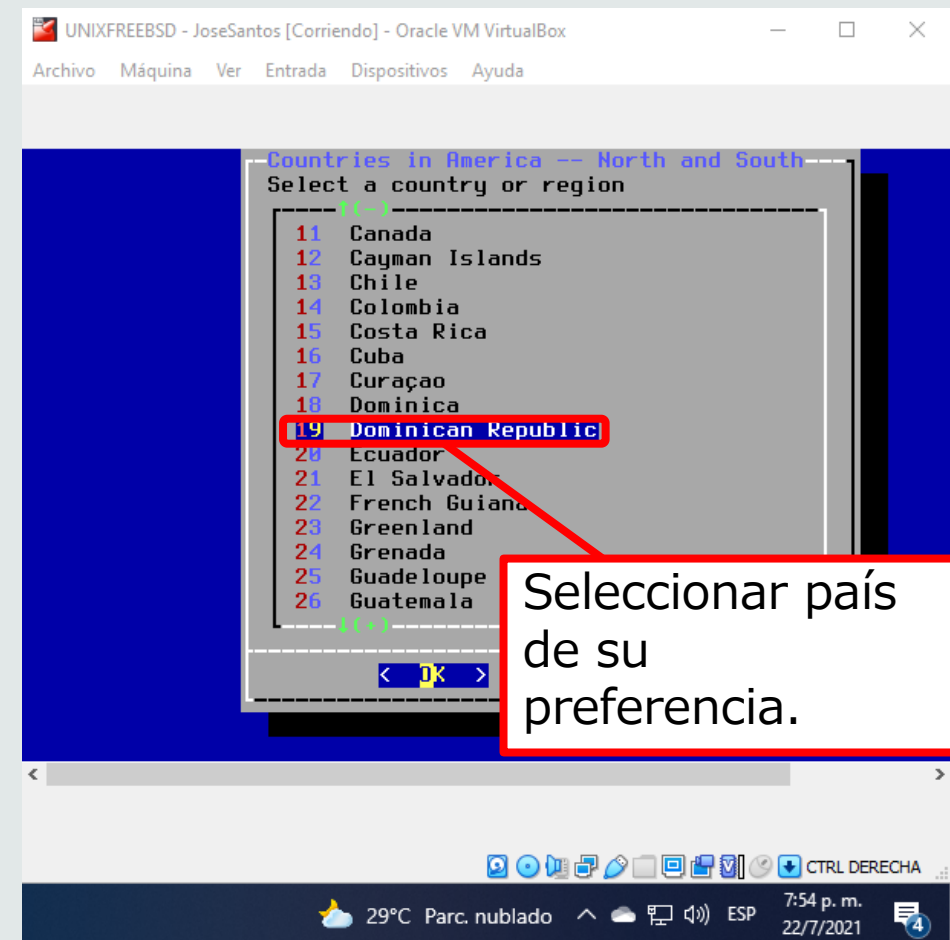 UNIXFREEBSD - JoseSantos [Corriendo] - Oracle VM VirtualBox
Archivo Máquina Ver Entrada Dispositivos Ayuda
Countries in America -- North and South
Select a country or region
↑(-)
11 Canada
12 Cayman Islands
13 Chile
14 Colombia
15 Costa Rica
16 Cuba
17 Curaçao
18 Dominica
19 Dominican Republic
20 Ecuador
21 El Salvador
22 French Guiana
23 Greenland
24 Grenada
25 Guadeloupe
26 Guatemala
↓(+)
< OK >
Seleccionar país
de su
preferencia.
CTRL DERECHA
29°C Parc. nublado ESP 7:54 p. m.
22/7/2021
4